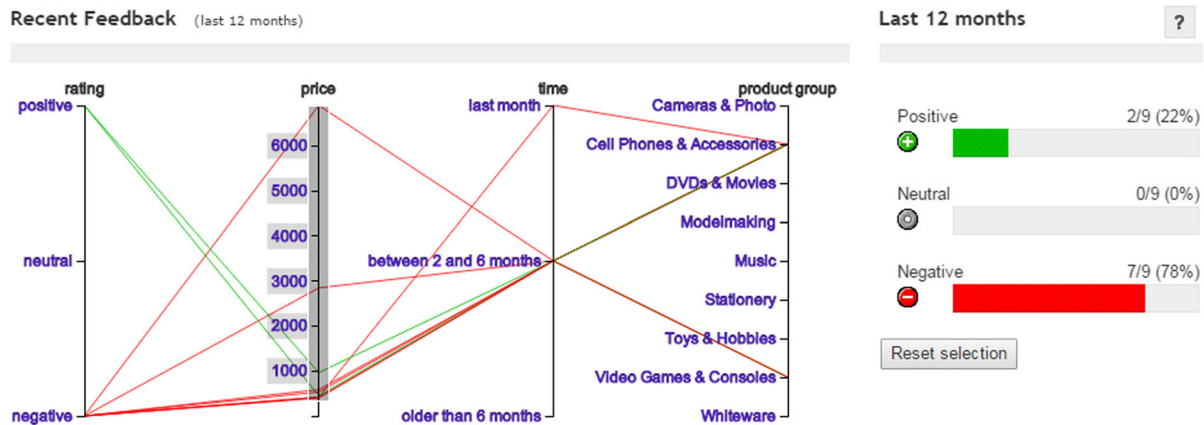 Recent Feedback (last 12 months)
Last 12 months
?
rating
price
time
product group
positive
neutral
negative
6000
5000
4000
3000
2000
1000
last month
between 2 and 6 months
older than 6 months
Cameras & Photo
Cell Phones & Accessories
DVDs & Movies
Modelmaking
Music
Stationery
Toys & Hobbies
Video Games & Consoles
Whiteware
Positive 2/9 (22%)
Neutral 0/9 (0%)
Negative 7/9 (78%)
Reset selection